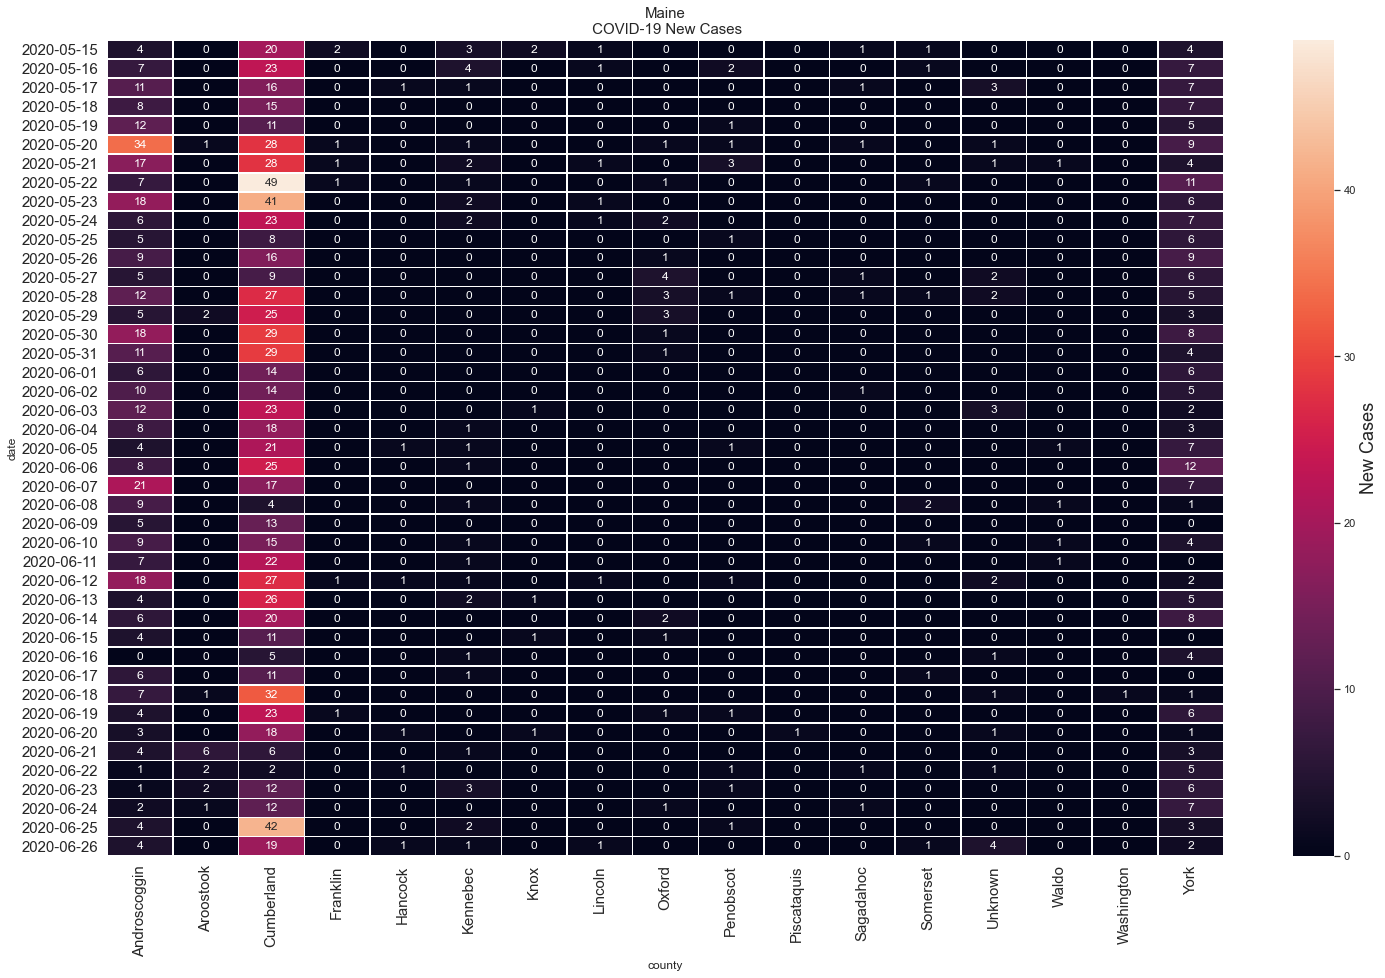 Maine
COVID-19 New Cases
2020-05-15 4 0 20 2 0 3 2 1 0 0 0 1 1 0 0 0 4
2020-05-16 7 0 23 0 0 4 0 1 0 2 0 0 1 0 0 0 7
2020-05-17 11 0 16 0 1 1 0 0 0 0 0 1 0 3 0 0 7
2020-05-18 8 0 15 0 0 0 0 0 0 0 0 0 0 0 0 0 7
2020-05-19 12 0 11 0 0 0 0 0 0 1 0 0 0 0 0 0 5
2020-05-20 34 1 28 1 0 1 0 0 1 1 0 1 0 1 0 0 9
2020-05-21 17 0 28 1 0 2 0 1 0 3 0 0 0 1 1 0 4
2020-05-22 7 0 49 1 0 1 0 0 1 0 0 0 1 0 0 0 11
2020-05-23 18 0 41 0 0 2 0 1 0 0 0 0 0 0 0 0 6
2020-05-24 6 0 23 0 0 2 0 1 2 0 0 0 0 0 0 0 7
2020-05-25 5 0 8 0 0 0 0 0 0 1 0 0 0 0 0 0 6
2020-05-26 9 0 16 0 0 0 0 0 1 0 0 0 0 0 0 0 9
2020-05-27 5 0 9 0 0 0 0 0 4 0 0 1 0 2 0 0 6
2020-05-28 12 0 27 0 0 0 0 0 3 1 0 1 1 2 0 0 5
2020-05-29 5 2 25 0 0 0 0 0 3 0 0 0 0 0 0 0 3
2020-05-30 18 0 29 0 0 0 0 0 1 0 0 0 0 0 0 0 8
2020-05-31 11 0 29 0 0 0 0 0 1 0 0 0 0 0 0 0 4
2020-06-01 6 0 14 0 0 0 0 0 0 0 0 0 0 0 0 0 6
2020-06-02 10 0 14 0 0 0 0 0 0 0 0 1 0 0 0 0 5
2020-06-03 12 0 23 0 0 0 1 0 0 0 0 0 0 3 0 0 2
2020-06-04 8 0 18 0 0 1 0 0 0 0 0 0 0 0 0 0 3
2020-06-05 4 0 21 0 1 1 0 0 0 1 0 0 0 0 1 0 7
2020-06-06 8 0 25 0 0 1 0 0 0 0 0 0 0 0 0 0 12
2020-06-07 21 0 17 0 0 0 0 0 0 0 0 0 0 0 0 0 7
2020-06-08 9 0 4 0 0 1 0 0 0 0 0 0 2 0 1 0 1
2020-06-09 5 0 13 0 0 0 0 0 0 0 0 0 0 0 0 0 0
2020-06-10 9 0 15 0 0 1 0 0 0 0 0 0 1 0 1 0 4
2020-06-11 7 0 22 0 0 1 0 0 0 0 0 0 0 0 1 0 0
2020-06-12 18 0 27 1 1 1 0 1 0 1 0 0 0 2 0 0 2
2020-06-13 4 0 26 0 0 2 1 0 0 0 0 0 0 0 0 0 5
2020-06-14 6 0 20 0 0 0 0 0 2 0 0 0 0 0 0 0 8
2020-06-15 4 0 11 0 0 0 1 0 1 0 0 0 0 0 0 0 0
2020-06-16 0 0 5 0 0 1 0 0 0 0 0 0 0 1 0 0 4
2020-06-17 6 0 11 0 0 1 0 0 0 0 0 0 1 0 0 0 0
2020-06-18 7 1 32 0 0 0 0 0 0 0 0 0 0 1 0 1 1
2020-06-19 4 0 23 1 0 0 0 0 1 1 0 0 0 0 0 0 6
2020-06-20 3 0 18 0 1 0 1 0 0 0 1 0 0 1 0 0 1
2020-06-21 4 6 6 0 0 1 0 0 0 0 0 0 0 0 0 0 3
2020-06-22 1 2 2 0 1 0 0 0 0 1 0 1 0 1 0 0 5
2020-06-23 1 2 12 0 0 3 0 0 0 1 0 0 0 0 0 0 6
2020-06-24 2 1 12 0 0 0 0 0 1 0 0 1 0 0 0 0 7
2020-06-25 4 0 42 0 0 2 0 0 0 1 0 0 0 0 0 0 3
2020-06-26 4 0 19 0 1 1 0 1 0 0 0 0 1 4 0 0 2
date
Androscoggin Aroostook Cumberland Franklin Hancock Kennebec Knox Lincoln Oxford Penobscot Piscataquis Sagadahoc Somerset Unknown Waldo Washington York
county
40
30
20
10
0
New Cases